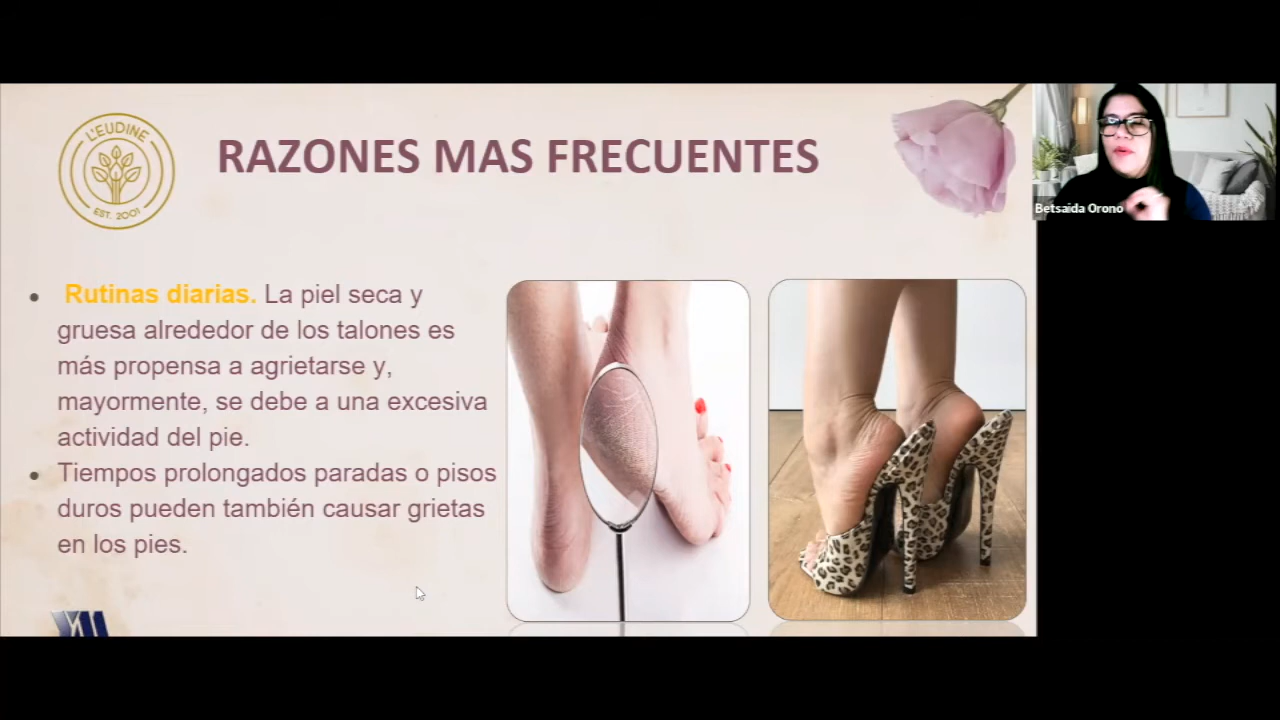 L'EUDINE
EST. 2001
RAZONES MAS FRECUENTES
Betsaida Orono
Rutinas diarias. La piel seca y
gruesa alrededor de los talones es
más propensa a agrietarse y,
mayormente, se debe a una excesiva
actividad del pie.
Tiempos prolongados paradas o pisos
duros pueden también causar grietas
en los pies.